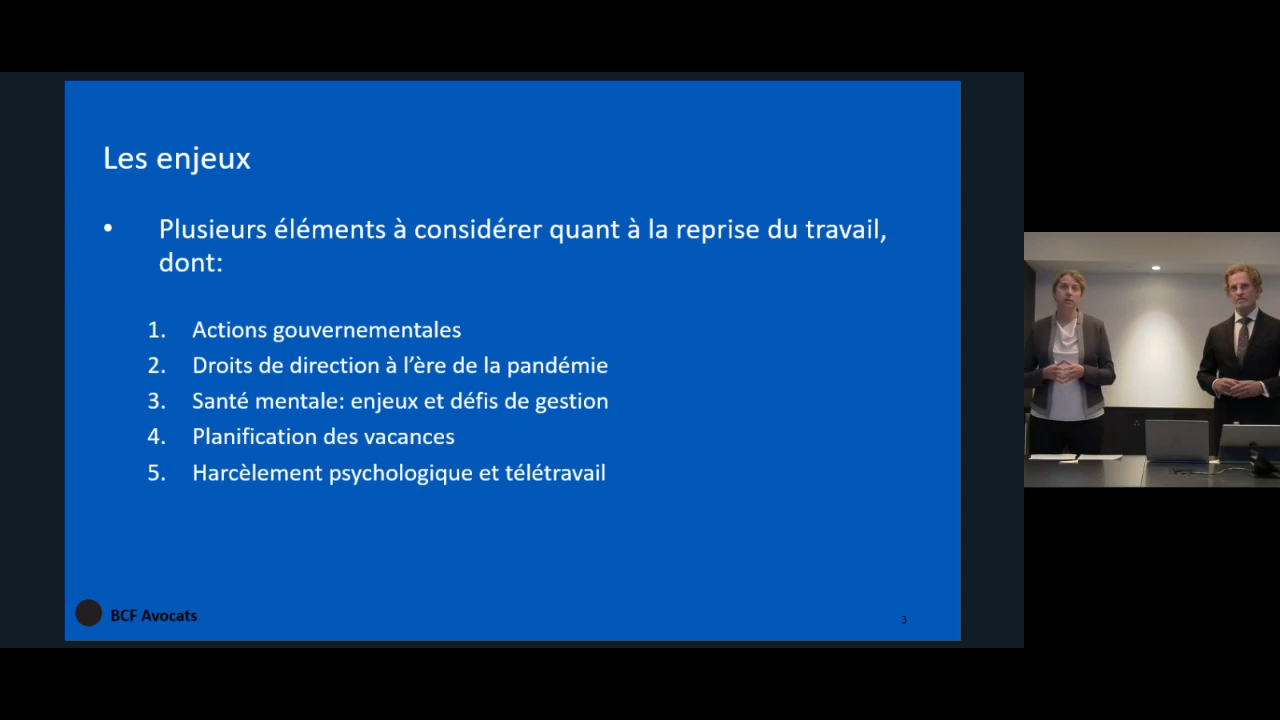 Les enjeux
• Plusieurs éléments à considérer quant à la reprise du travail,
dont:
1. Actions gouvernementales
2. Droits de direction à l’ère de la pandémie
3. Santé mentale: enjeux et défis de gestion
4. Planification des vacances
5. Harcèlement psychologique et télétravail
BCF Avocats
3